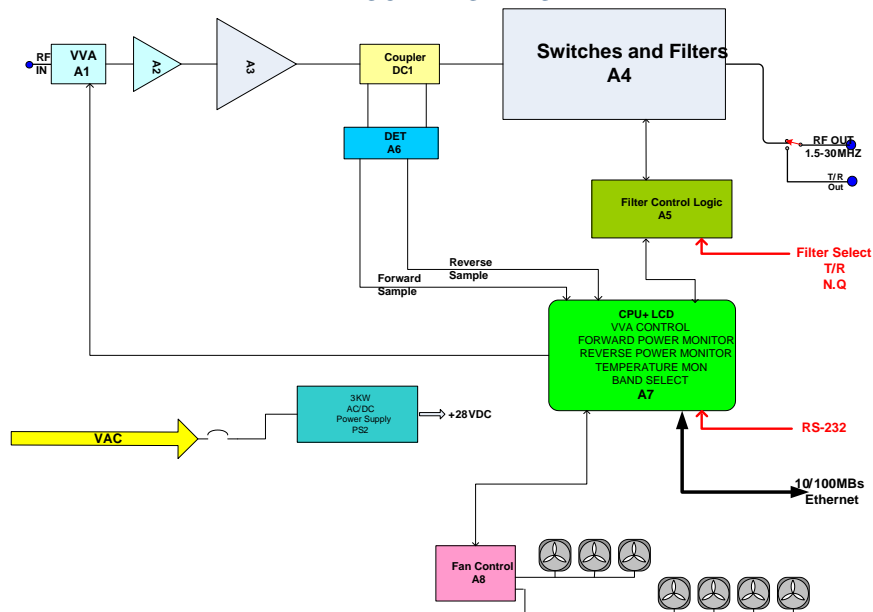 RF
IN
VVA
A1
A2
A3
Coupler
DC1
Switches and Filters
A4
DET
A6
RF OUT
1.5-30MHZ
T/R
Out
Filter Control Logic
A5
Filter Select
T/R
N.Q
Reverse
Sample
Forward
Sample
CPU+ LCD
VVA CONTROL
FORWARD POWER MONITOR
REVERSE POWER MONITOR
TEMPERATURE MON
BAND SELECT
A7
3KW
AC/DC
Power Supply
PS2
+28VDC
VAC
RS-232
10/100MBs
Ethernet
Fan Control
A8